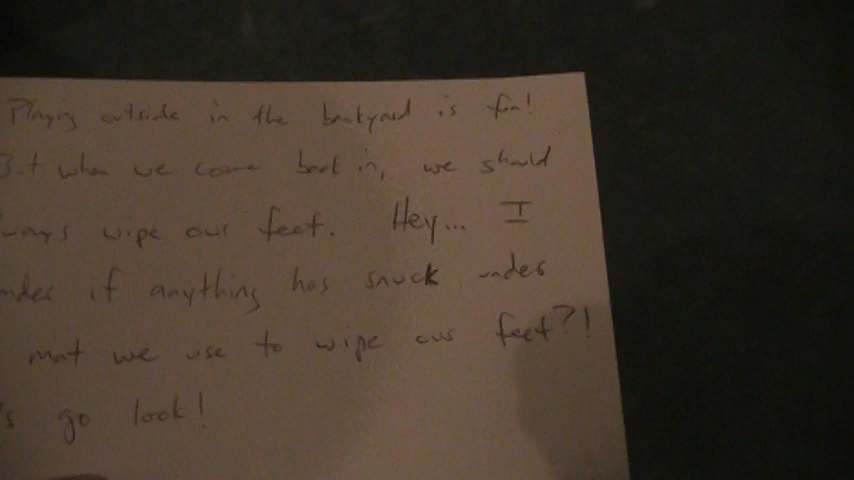 Playing outside in the backyard is fun!
But when we come back in, we should
ways wipe our feet. Hey... I
nder if anything has snuck under
mat we use to wipe our feet?!
's go look!